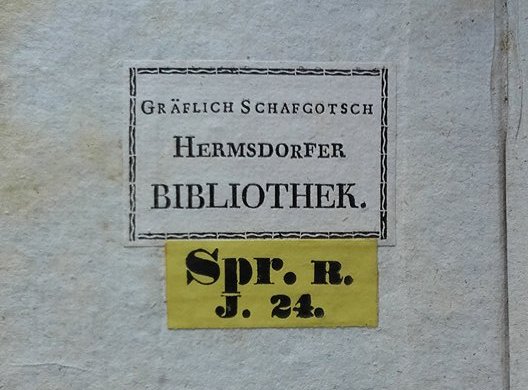 GRÄFLICH SCHAFGOTSCH
HERMSDORFER
BIBLIOTHEK.
Spr. R.
J. 24.